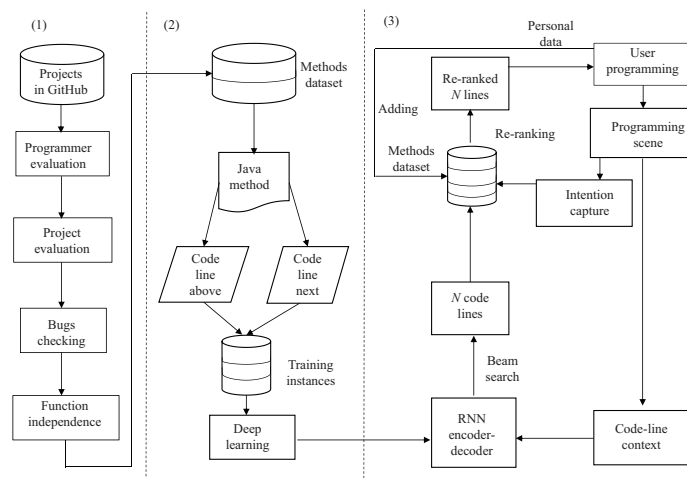 (1)
Projects
in GitHub
Programmer
evaluation
Project
evaluation
Bugs
checking
Function
independence
(2)
Methods
dataset
Java
method
Code
line
above
Code
line
next
Training
instances
Deep
learning
(3)
Personal
data
User
programming
Re-ranked
N lines
Adding
Programming
scene
Re-ranking
Methods
dataset
Intention
capture
N code
lines
Beam
search
RNN
encoder-
decoder
Code-line
context